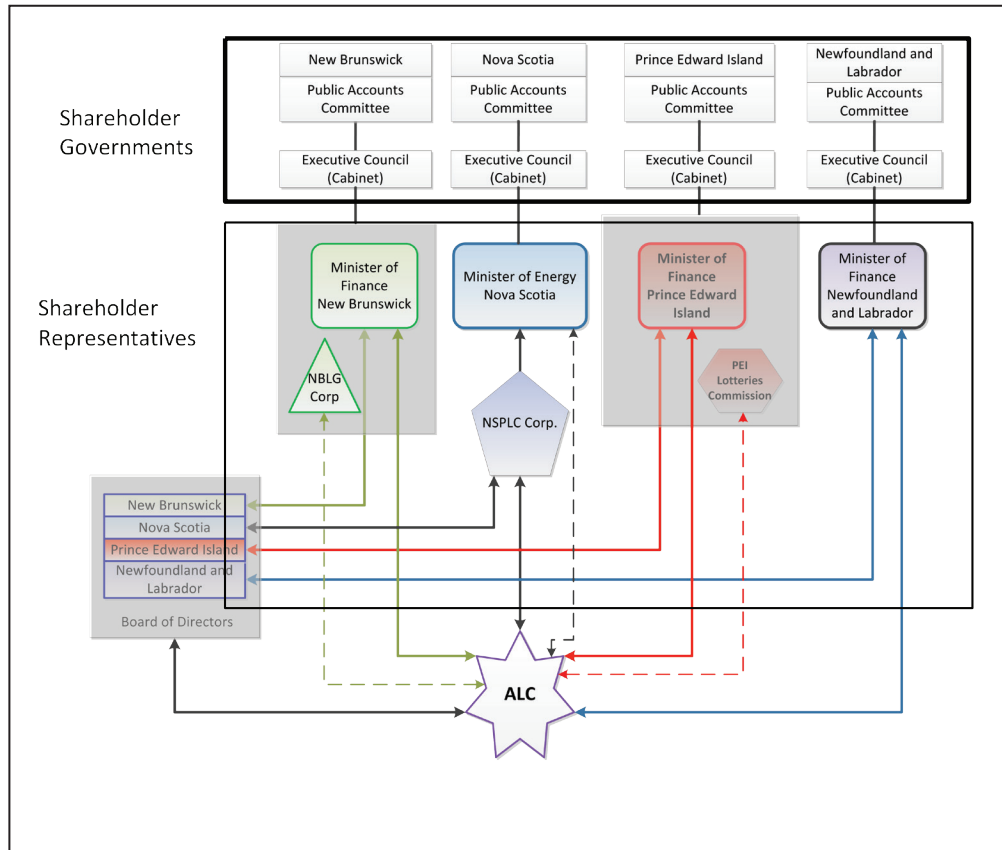 Shareholder
Governments
New Brunswick
Public Accounts
Committee
Executive Council
(Cabinet)
Nova Scotia
Public Accounts
Committee
Executive Council
(Cabinet)
Prince Edward Island
Public Accounts
Committee
Executive Council
(Cabinet)
Newfoundland and
Labrador
Public Accounts
Committee
Executive Council
(Cabinet)
Shareholder
Representatives
Minister of
Finance
New Brunswick
Minister of Energy
Nova Scotia
Minister of
Finance
Prince Edward
Island
Minister of
Finance
Newfoundland
and Labrador
NBLG
Corp
NSPLC Corp.
PEI
Lotteries
Commission
New Brunswick
Nova Scotia
Prince Edward Island
Newfoundland and
Labrador
Board of Directors
ALC